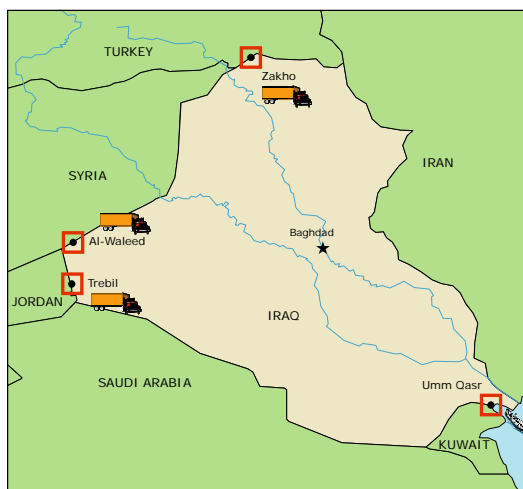 TURKEY
Zakho
IRAN
SYRIA
Baghdad
Al-Waleed
Trebil
JORDAN
IRAQ
SAUDI ARABIA
Umm Qasr
KUWAIT